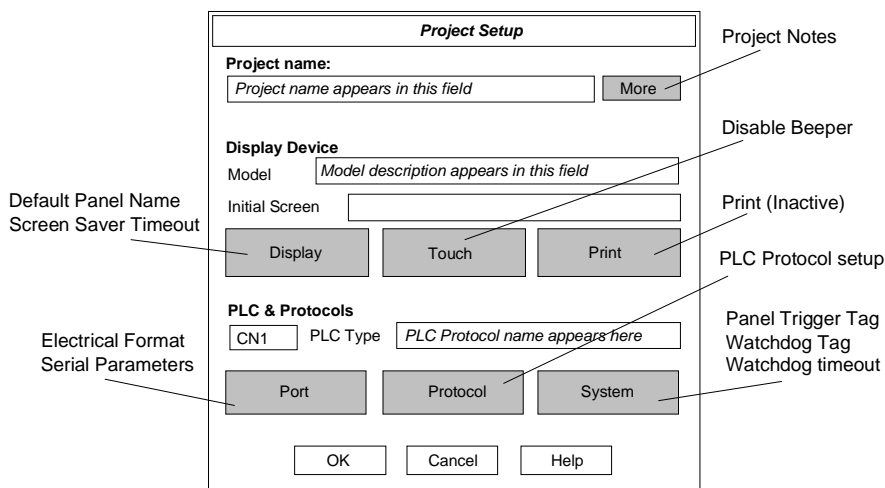 Project Setup
Project Notes
Project name:
Project name appears in this field
More
Disable Beeper
Display Device
Model
Model description appears in this field
Default Panel Name
Screen Saver Timeout
Initial Screen
Print (Inactive)
Display
Touch
Print
PLC Protocol setup
PLC & Protocols
CN1
PLC Type
PLC Protocol name appears here
Panel Trigger Tag
Watchdog Tag
Watchdog timeout
Electrical Format
Serial Parameters
Port
Protocol
System
OK
Cancel
Help